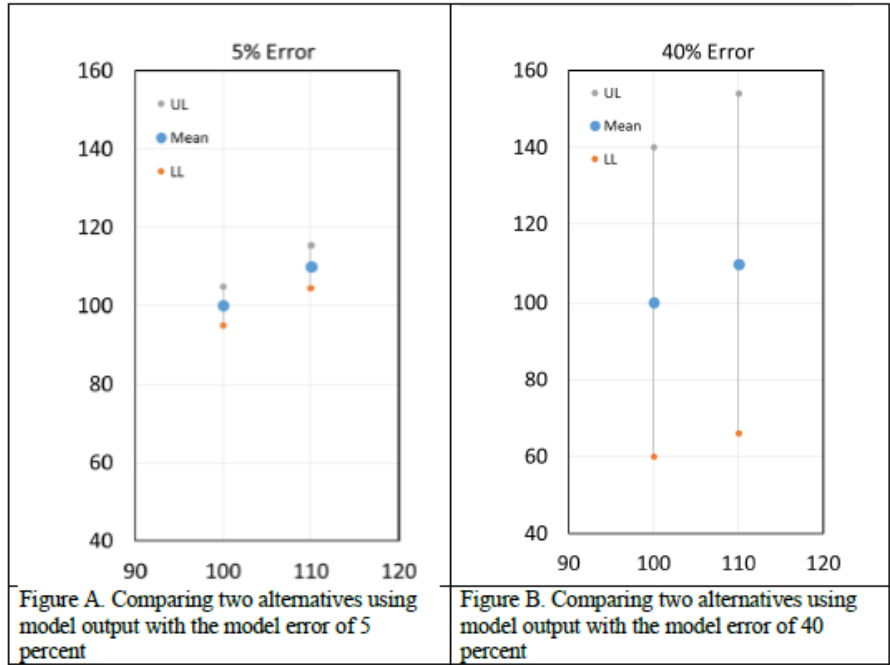 5% Error
160
140
120
100
80
60
40
UL
Mean
LL
90 100 110 120
Figure A. Comparing two alternatives using
model output with the model error of 5
percent
40% Error
160
140
120
100
80
60
40
UL
Mean
LL
90 100 110 120
Figure B. Comparing two alternatives using
model output with the model error of 40
percent